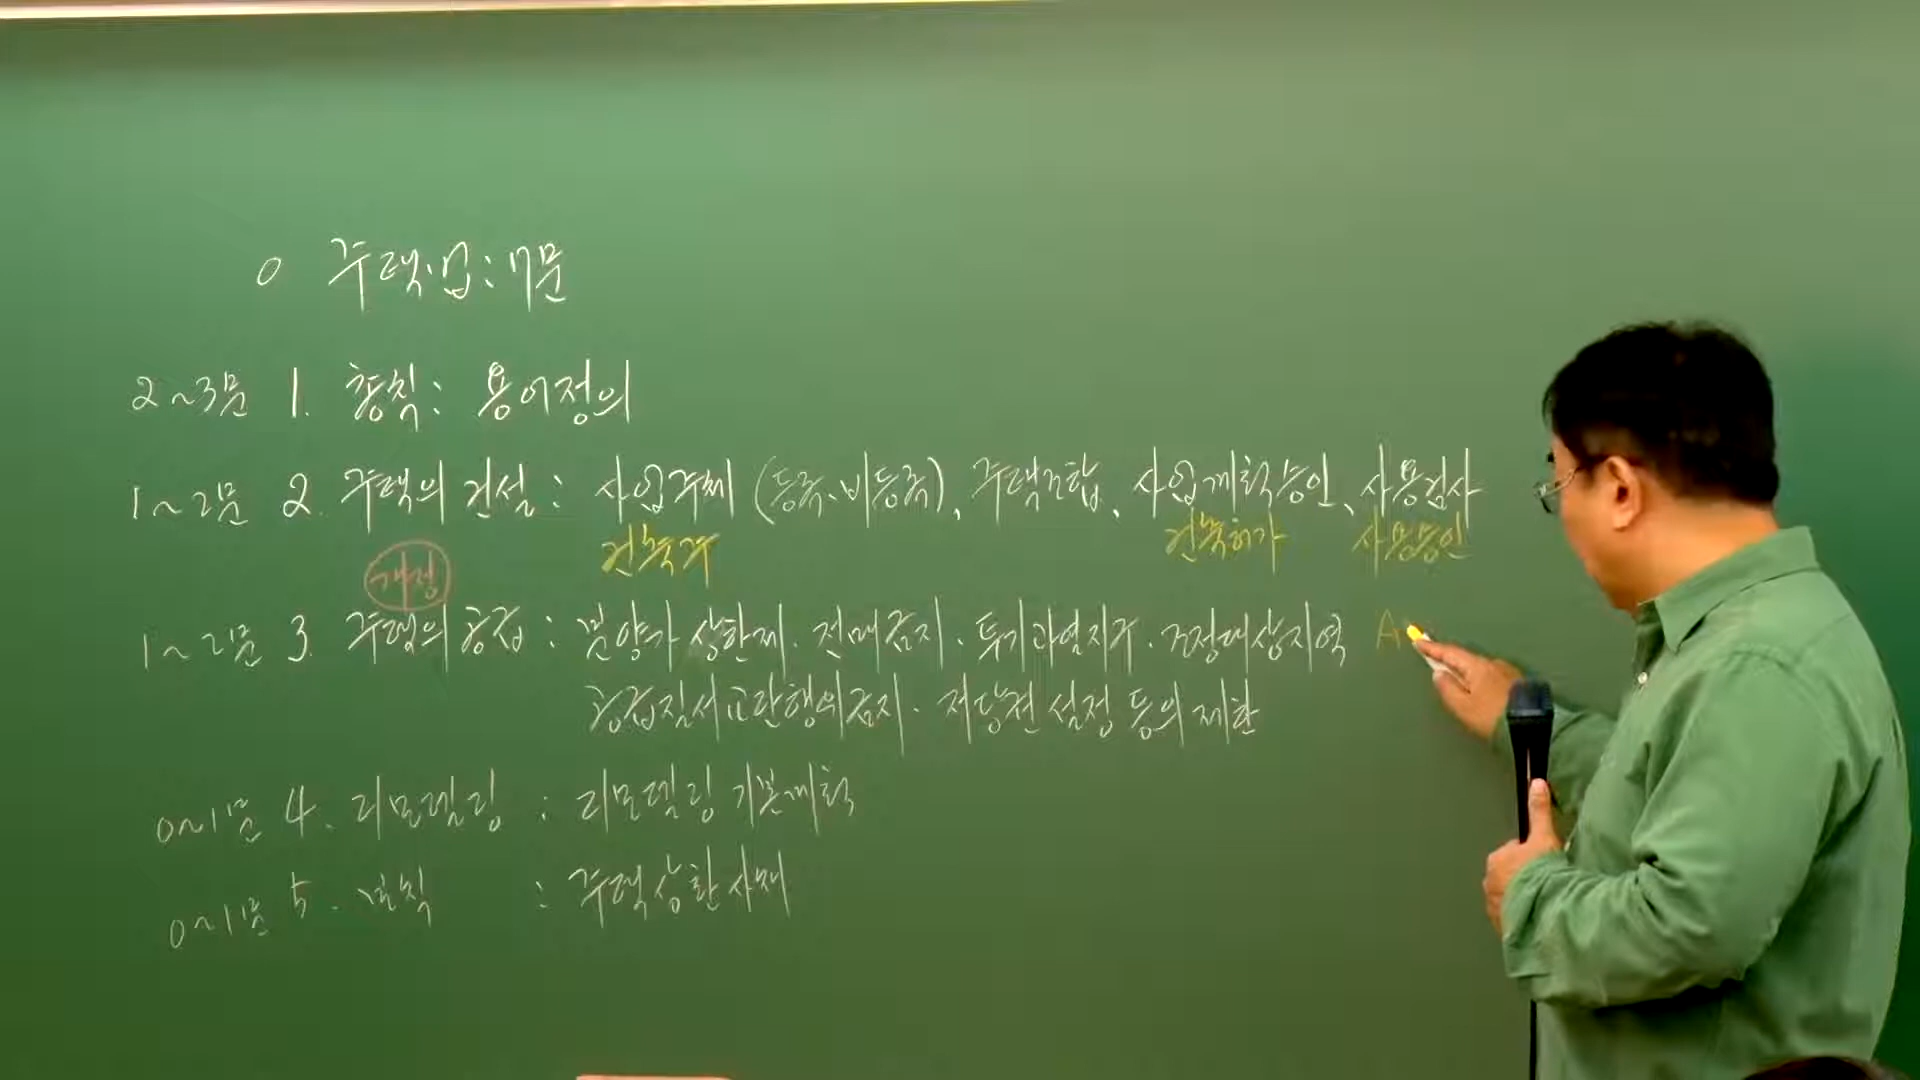 0 주택법 : 7문
2~3문 1. 총칙 : 용어정의
1~2문 2. 주택의 건설 : 사업주체 (등록·비등록), 주택조합, 사업계획승인, 사용검사
건축주 건축허가 사용승인
개정
1~2문 3. 주택의 공급 : 분양가 상한제 · 전매금지 · 투기과열지구 · 조정대상지역 A
공급질서교란행위금지 · 저당권 설정 등의 제한
0~1문 4. 리모델링 : 리모델링 기본계획
0~1문 5. 보칙 : 주택상환사채